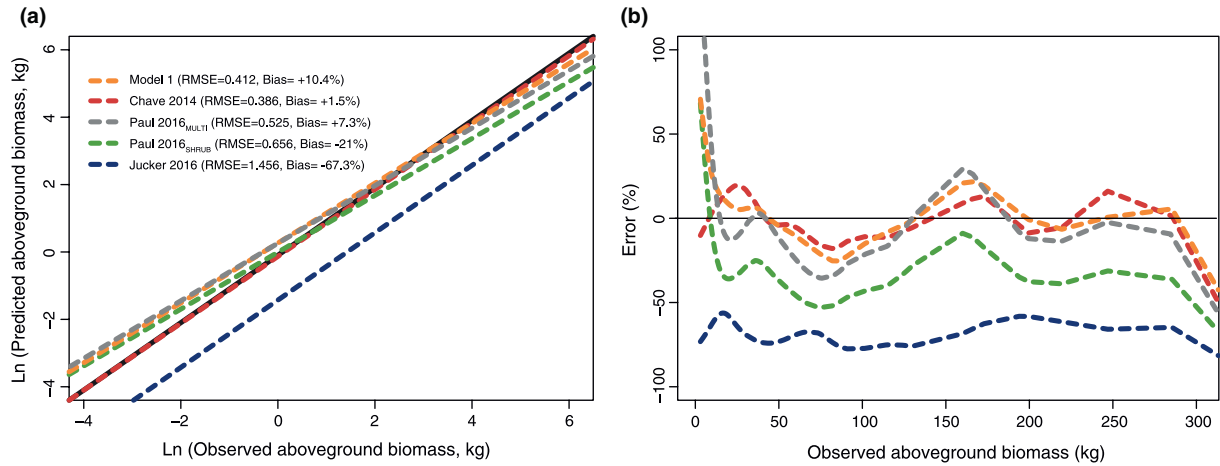 (a)
Ln (Predicted aboveground biomass, kg)
6
4
2
0
−2
−4
Model 1 (RMSE=0.412, Bias= +10.4%)
Chave 2014 (RMSE=0.386, Bias= +1.5%)
Paul 2016MULTI (RMSE=0.525, Bias= +7.3%)
Paul 2016SHRUB (RMSE=0.656, Bias= -21%)
Jucker 2016 (RMSE=1.456, Bias= -67.3%)
−4 −2 0 2 4 6
Ln (Observed aboveground biomass, kg)
(b)
Error (%)
100
50
0
−50
−100
0 50 100 150 200 250 300
Observed aboveground biomass (kg)